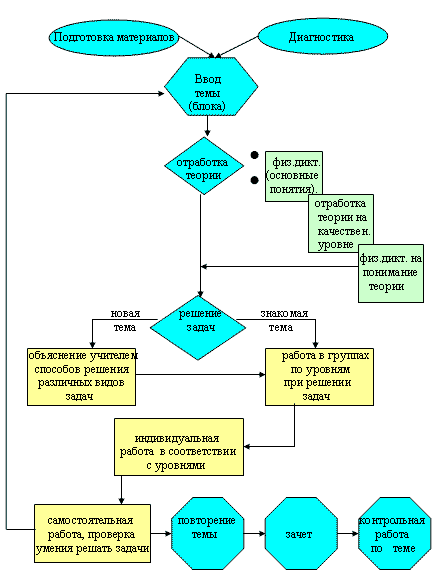 Подготовка материалов
Диагностика
Ввод
темы
(блока)
отработка
теории
физ.дикт.
(основные
понятия).
отработка
теории на
качествен.
уровне
физ.дикт. на
понимание
теории
новая
тема
решение
задач
знакомая
тема
объяснение учителем
способов решения
различных видов
задач
работа в группах
по уровням
при решении
задач
индивидуальная
работа в соответствии
с уровнями
самостоятельная
работа, проверка
умения решать задачи
повторение
темы
зачет
контрольная
работа
по теме